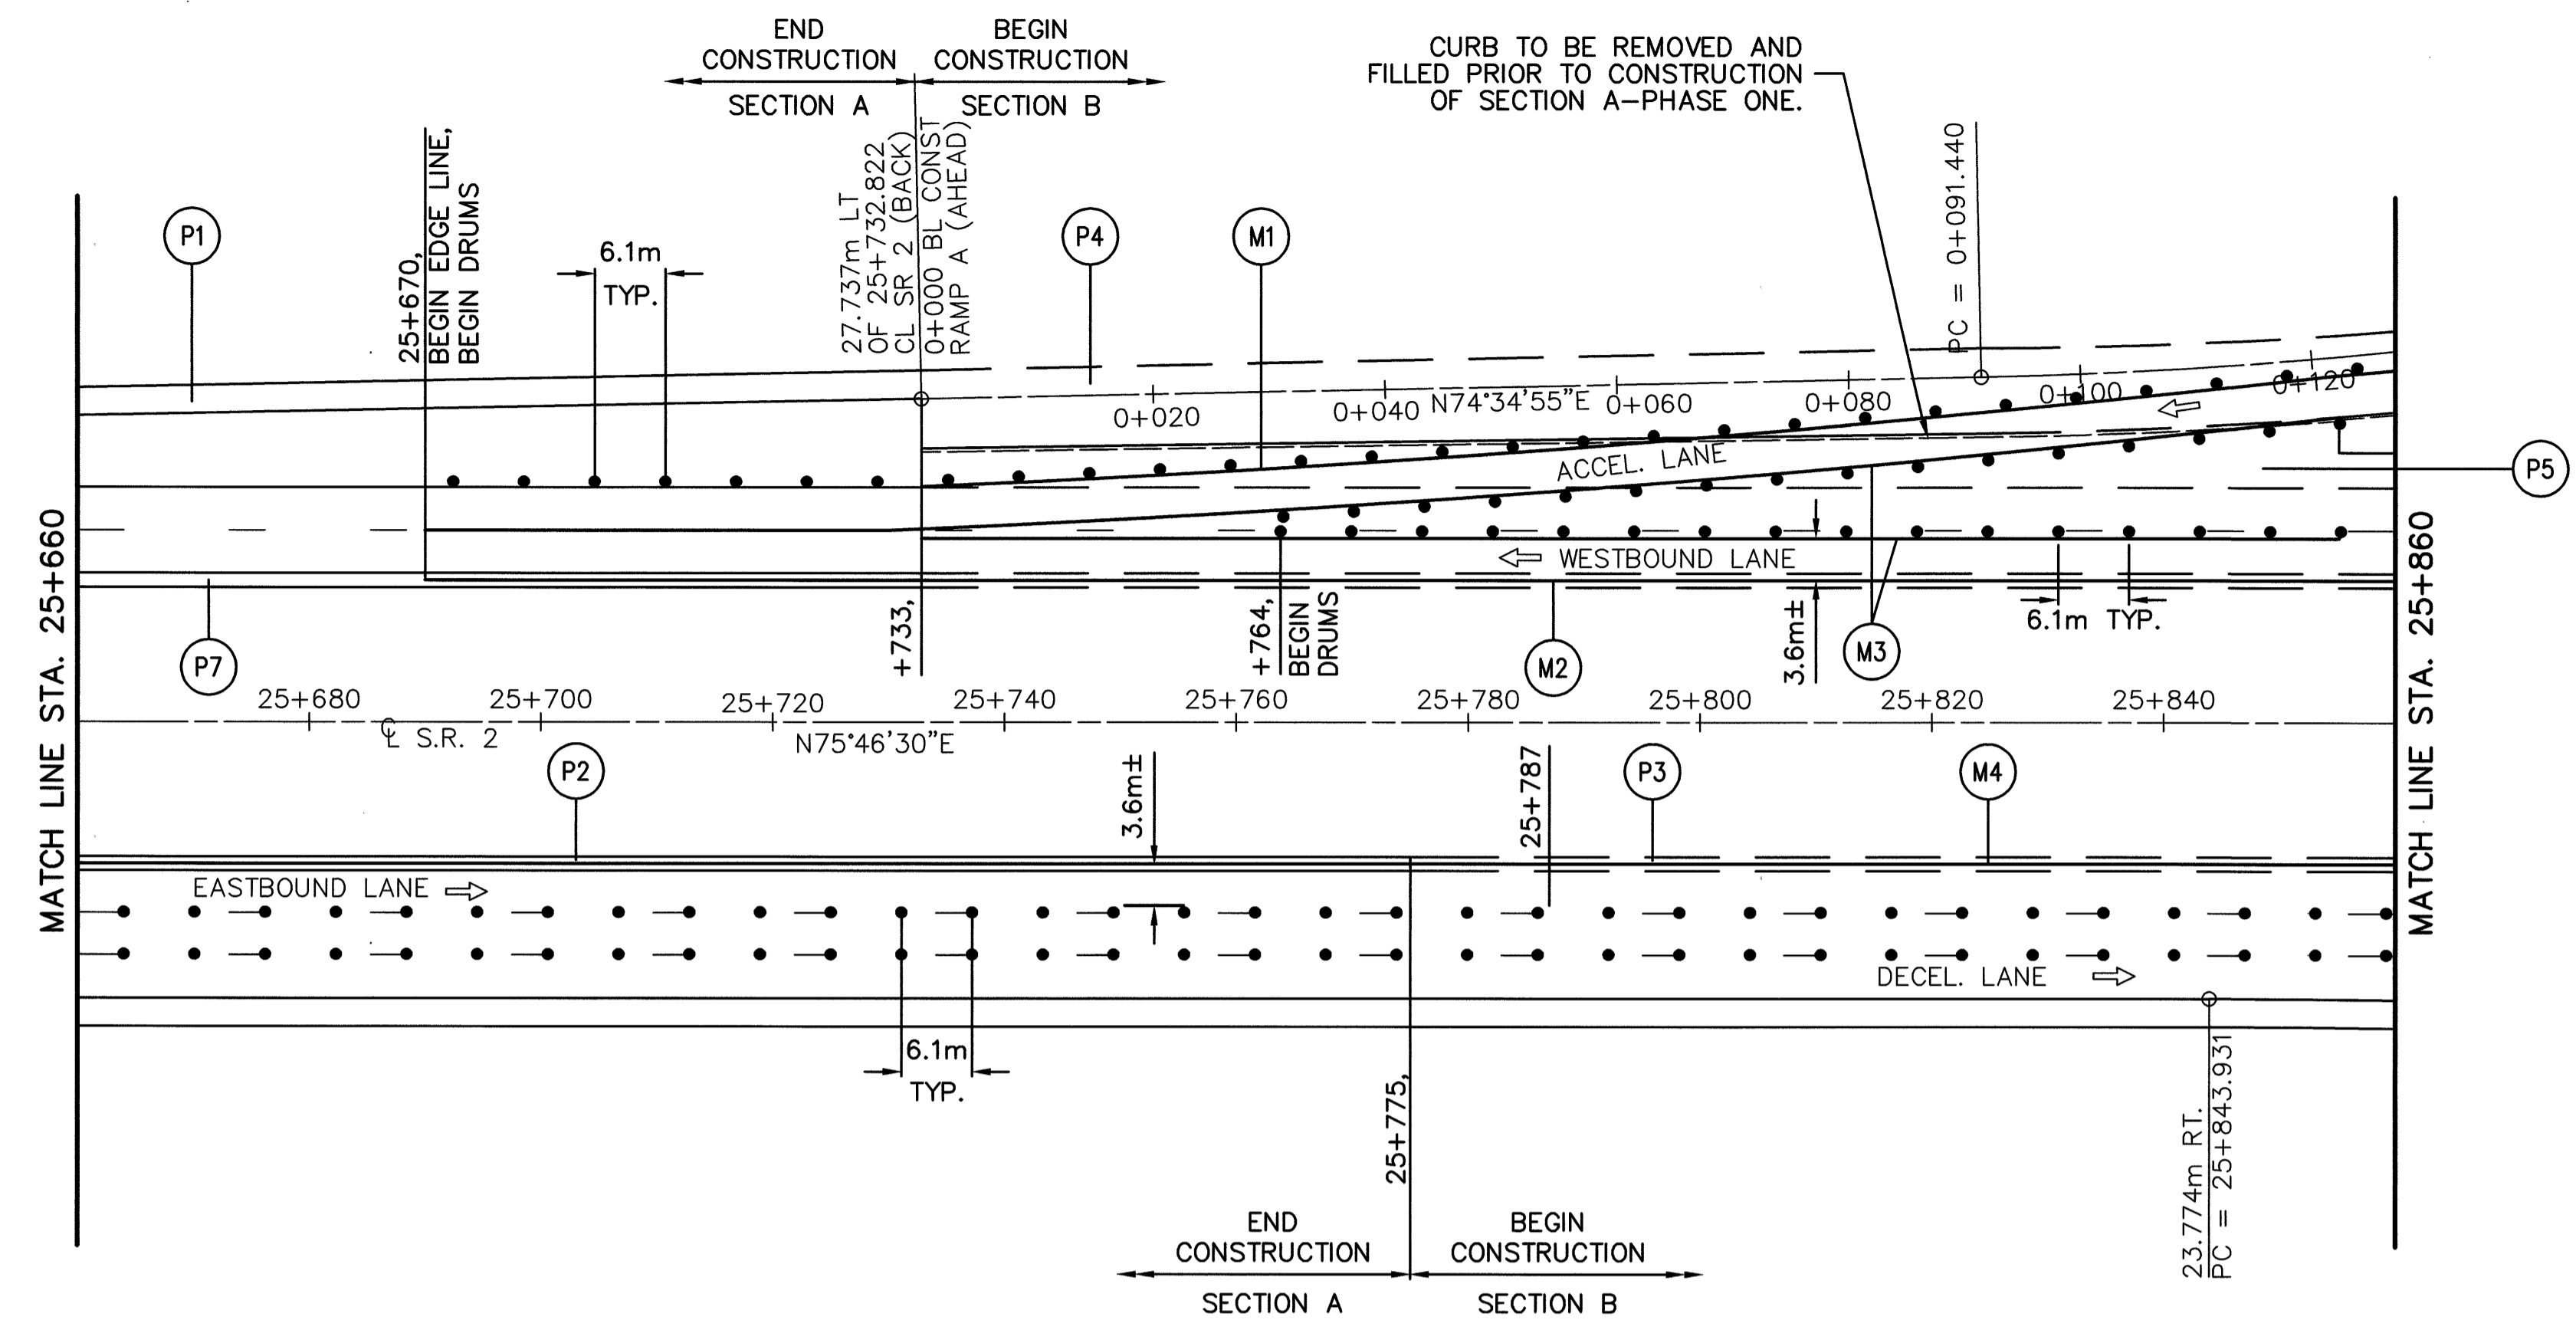 END
CONSTRUCTION
SECTION A
BEGIN
CONSTRUCTION
SECTION B
CURB TO BE REMOVED AND
FILLED PRIOR TO CONSTRUCTION
OF SECTION A-PHASE ONE.
25+670,
BEGIN EDGE LINE,
BEGIN DRUMS
27.737m LT
OF 25+732.822
CL SR 2 (BACK)
0+000 BL CONST
RAMP A (AHEAD)
PC = 0+091.440
P1
P4
M1
6.1m
TYP.
0+020
0+040
N74°34'55"E
0+060
0+080
0+100
0+120
ACCEL. LANE
P5
WESTBOUND LANE
MATCH LINE STA. 25+660
MATCH LINE STA. 25+860
+733,
+764,
BEGIN
DRUMS
3.6m±
6.1m TYP.
P7
M2
M3
25+680
25+700
25+720
25+740
25+760
25+780
25+800
25+820
25+840
℄ S.R. 2
N75°46'30"E
P2
3.6m±
25+787
P3
M4
EASTBOUND LANE
DECEL. LANE
6.1m
TYP.
25+775,
23.774m RT.
PC = 25+843.931
END
CONSTRUCTION
SECTION A
BEGIN
CONSTRUCTION
SECTION B